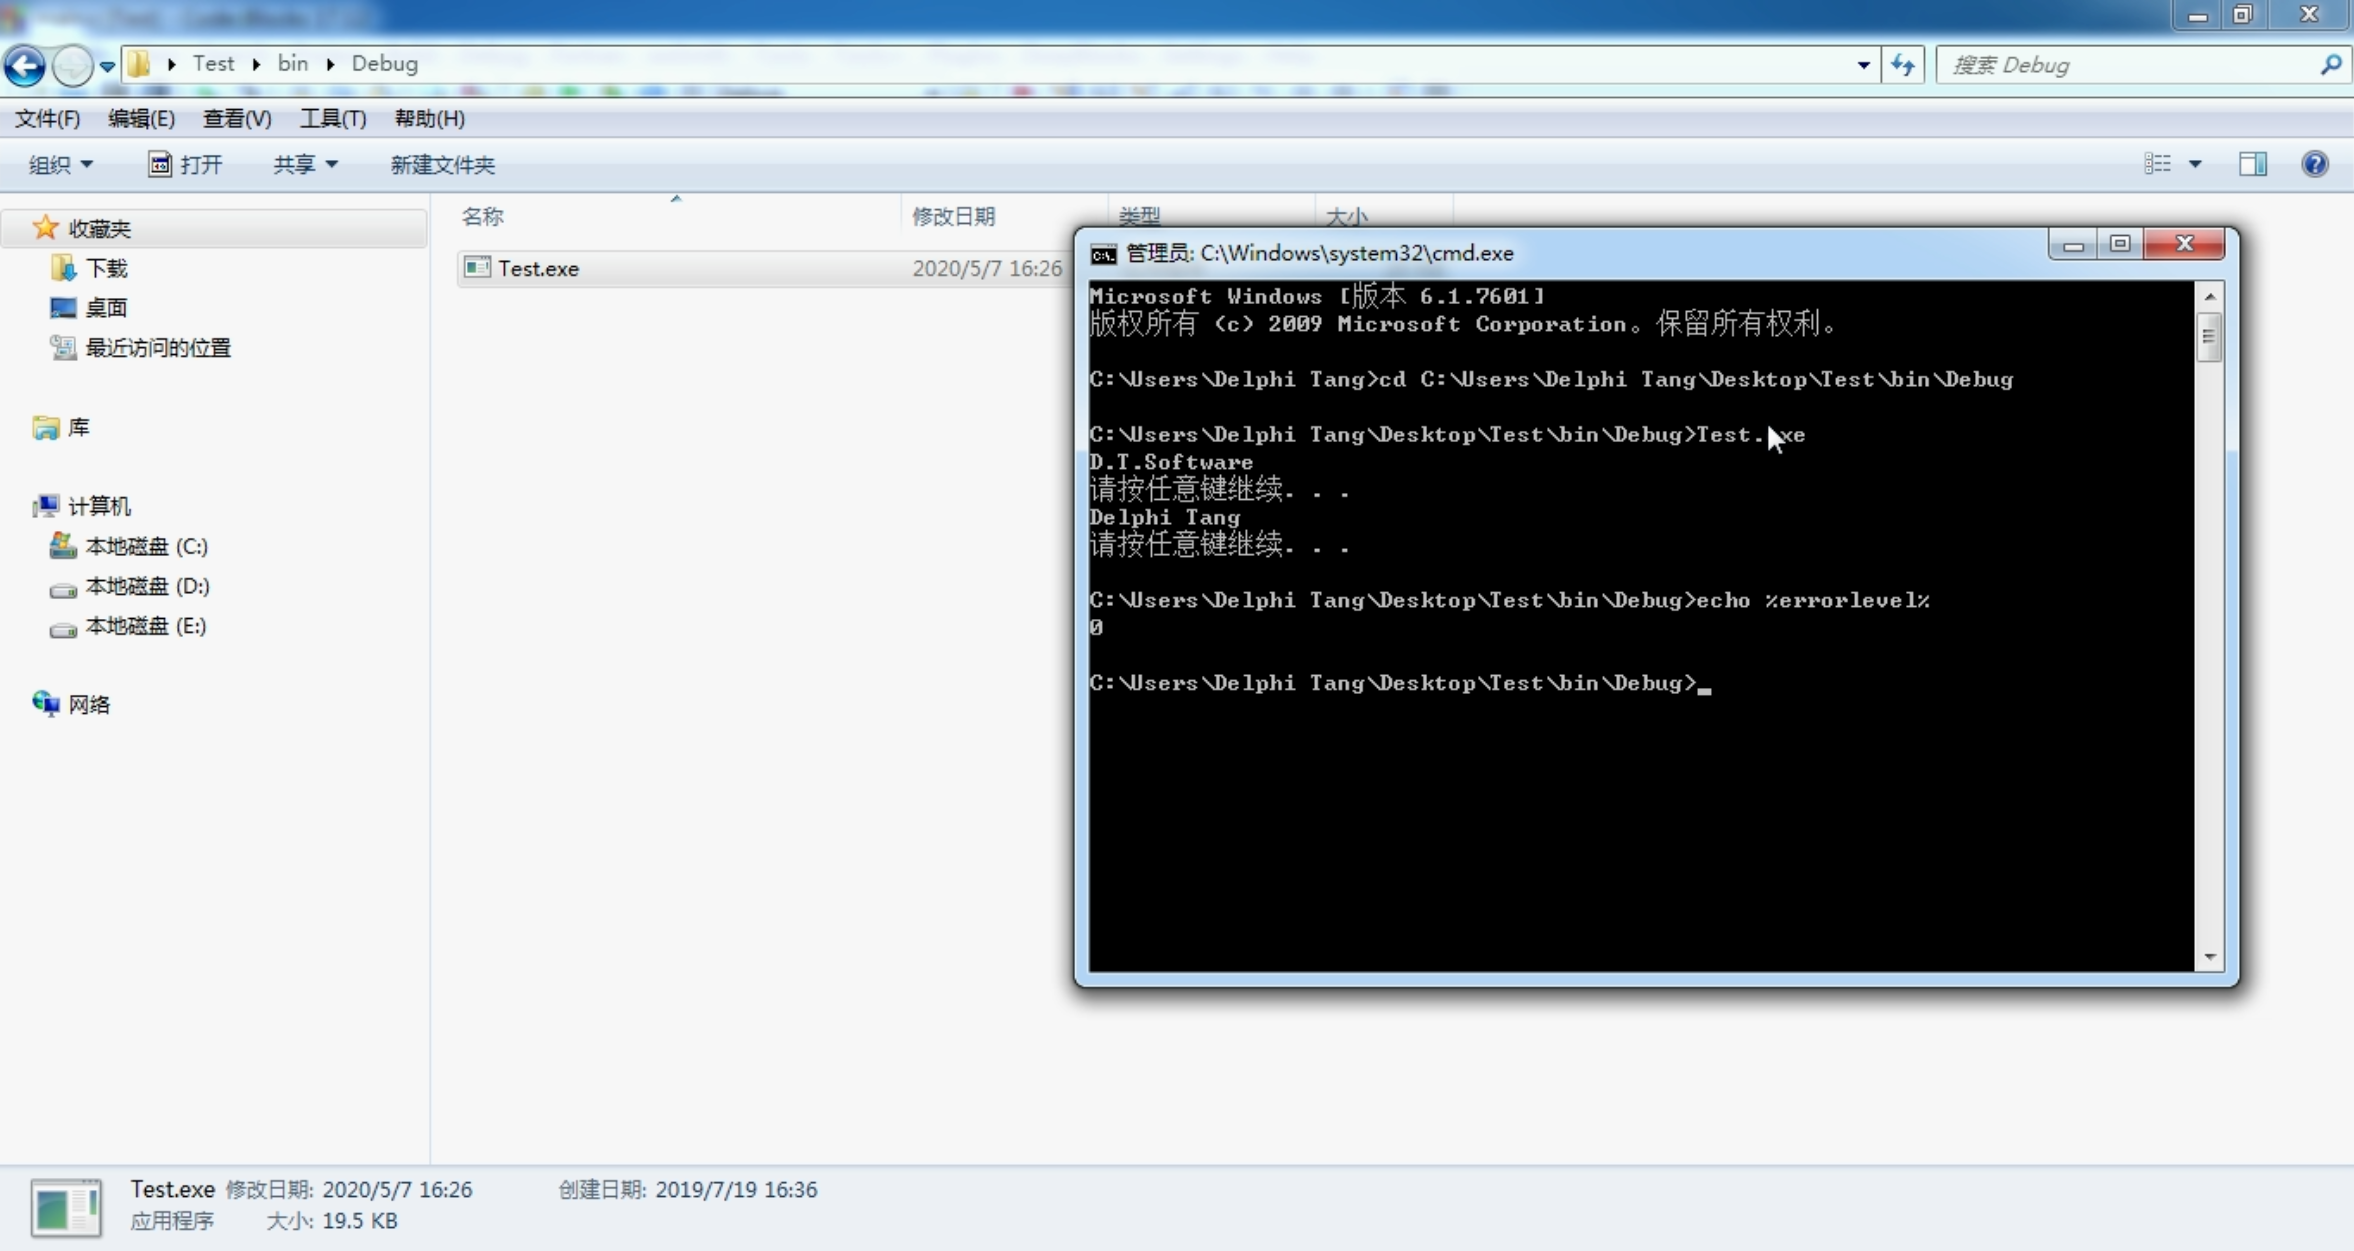 Test ▸ bin ▸ Debug
搜索 Debug
文件(F) 编辑(E) 查看(V) 工具(T) 帮助(H)
组织 打开 共享 新建文件夹
收藏夹
下载
桌面
最近访问的位置
库
计算机
本地磁盘 (C:)
本地磁盘 (D:)
本地磁盘 (E:)
网络
名称 修改日期 类型 大小
Test.exe 2020/5/7 16:26
管理员: C:\Windows\system32\cmd.exe
Microsoft Windows [版本 6.1.7601]
版权所有 (c) 2009 Microsoft Corporation。保留所有权利。
C:\Users\Delphi Tang>cd C:\Users\Delphi Tang\Desktop\Test\bin\Debug
C:\Users\Delphi Tang\Desktop\Test\bin\Debug>Test.exe
D.T.Software
请按任意键继续. . .
Delphi Tang
请按任意键继续. . .
C:\Users\Delphi Tang\Desktop\Test\bin\Debug>echo %errorlevel%
0
C:\Users\Delphi Tang\Desktop\Test\bin\Debug>_
Test.exe 修改日期: 2020/5/7 16:26 创建日期: 2019/7/19 16:36
应用程序 大小: 19.5 KB